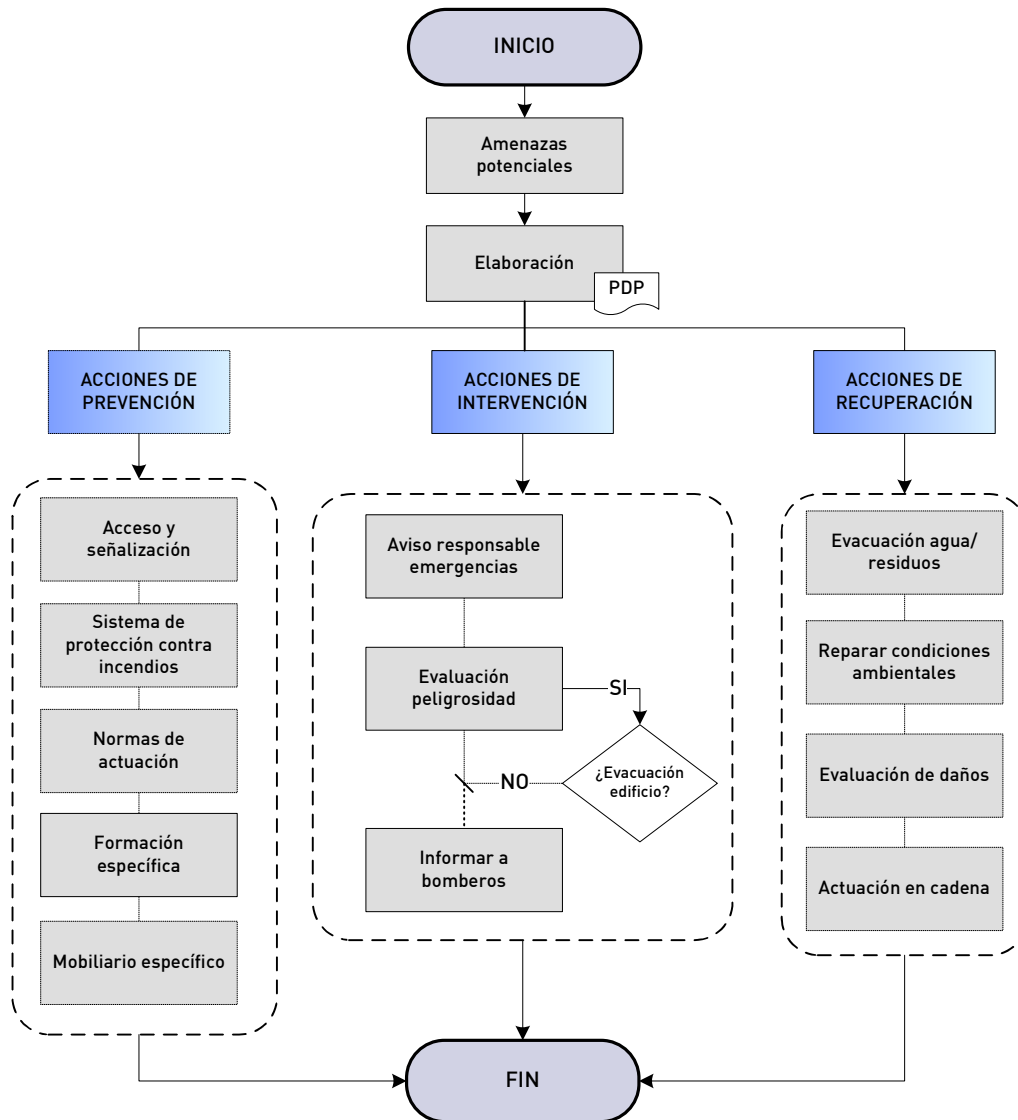 INICIO
Amenazas
potenciales
Elaboración
PDP
ACCIONES DE
PREVENCIÓN
ACCIONES DE
INTERVENCIÓN
ACCIONES DE
RECUPERACIÓN
Acceso y
señalización
Sistema de
protección contra
incendios
Normas de
actuación
Formación
específica
Mobiliario específico
Aviso responsable
emergencias
Evaluación
peligrosidad
SI
¿Evacuación
edificio?
NO
Informar a
bomberos
Evacuación agua/
residuos
Reparar condiciones
ambientales
Evaluación de daños
Actuación en cadena
FIN